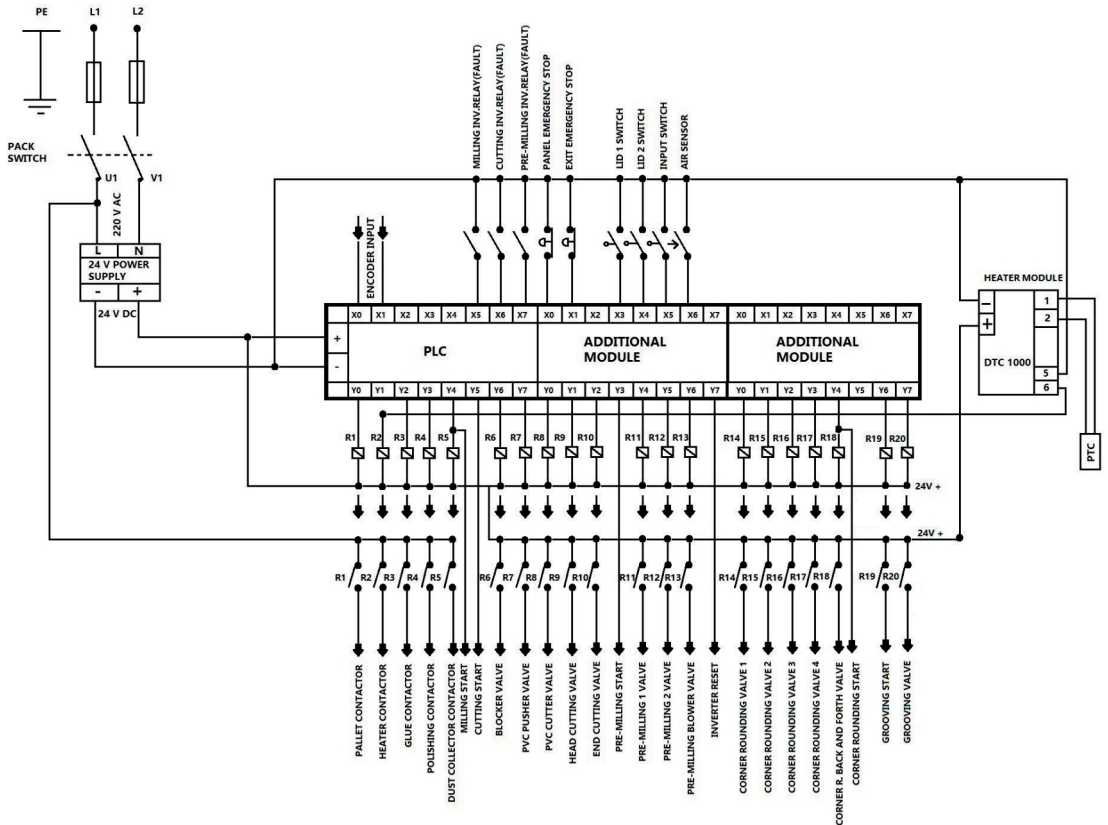 PE
L1
L2
PACK
SWITCH
U1
V1
220 V AC
L
N
24 V POWER
SUPPLY
-
+
24 V DC
ENCODER INPUT
MILLING INV.RELAY(FAULT)
CUTTING INV.RELAY(FAULT)
PRE-MILLING INV.RELAY(FAULT)
PANEL EMERGENCY STOP
EXIT EMERGENCY STOP
LID 1 SWITCH
LID 2 SWITCH
INPUT SWITCH
AIR SENSOR
HEATER MODULE
-
+
1
2
DTC 1000
5
6
PTC
X0 X1 X2 X3 X4 X5 X6 X7 X0 X1 X2 X3 X4 X5 X6 X7 X0 X1 X2 X3 X4 X5 X6 X7
+
-
PLC
ADDITIONAL
MODULE
ADDITIONAL
MODULE
Y0 Y1 Y2 Y3 Y4 Y5 Y6 Y7 Y0 Y1 Y2 Y3 Y4 Y5 Y6 Y7 Y0 Y1 Y2 Y3 Y4 Y5 Y6 Y7
R1 R2 R3 R4 R5 R6 R7 R8 R9 R10 R11 R12 R13 R14 R15 R16 R17 R18 R19 R20
24V +
24V +
R1 R2 R3 R4 R5 R6 R7 R8 R9 R10 R11 R12 R13 R14 R15 R16 R17 R18 R19 R20
PALLET CONTACTOR
HEATER CONTACTOR
GLUE CONTACTOR
POLISHING CONTACTOR
DUST COLLECTOR CONTACTOR
MILLING START
CUTTING START
BLOCKER VALVE
PVC PUSHER VALVE
PVC CUTTER VALVE
HEAD CUTTING VALVE
END CUTTING VALVE
PRE-MILLING START
PRE-MILLING 1 VALVE
PRE-MILLING 2 VALVE
PRE-MILLING BLOWER VALVE
INVERTER RESET
CORNER ROUNDING VALVE 1
CORNER ROUNDING VALVE 2
CORNER ROUNDING VALVE 3
CORNER ROUNDING VALVE 4
CORNER R. BACK AND FORTH VALVE
CORNER ROUNDING START
GROOVING START
GROOVING VALVE